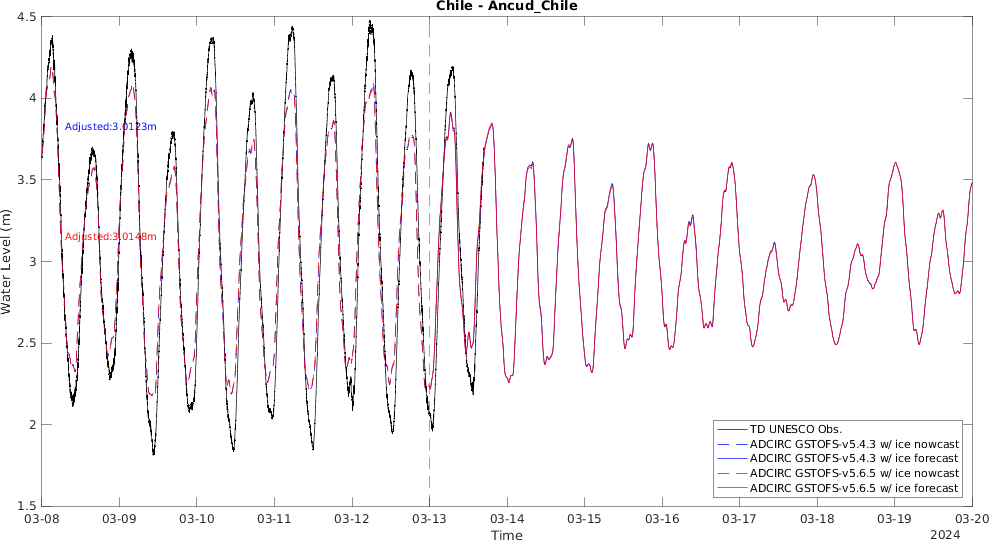 Chile - Ancud_Chile
4.5
4
3.5
3
2.5
2
1.5
Water Level (m)
Adjusted:3.0123m
Adjusted:3.0148m
TD UNESCO Obs.
ADCIRC GSTOFS-v5.4.3 w/ ice nowcast
ADCIRC GSTOFS-v5.4.3 w/ ice forecast
ADCIRC GSTOFS-v5.6.5 w/ ice nowcast
ADCIRC GSTOFS-v5.6.5 w/ ice forecast
03-08 03-09 03-10 03-11 03-12 03-13 03-14 03-15 03-16 03-17 03-18 03-19 03-20
Time
2024